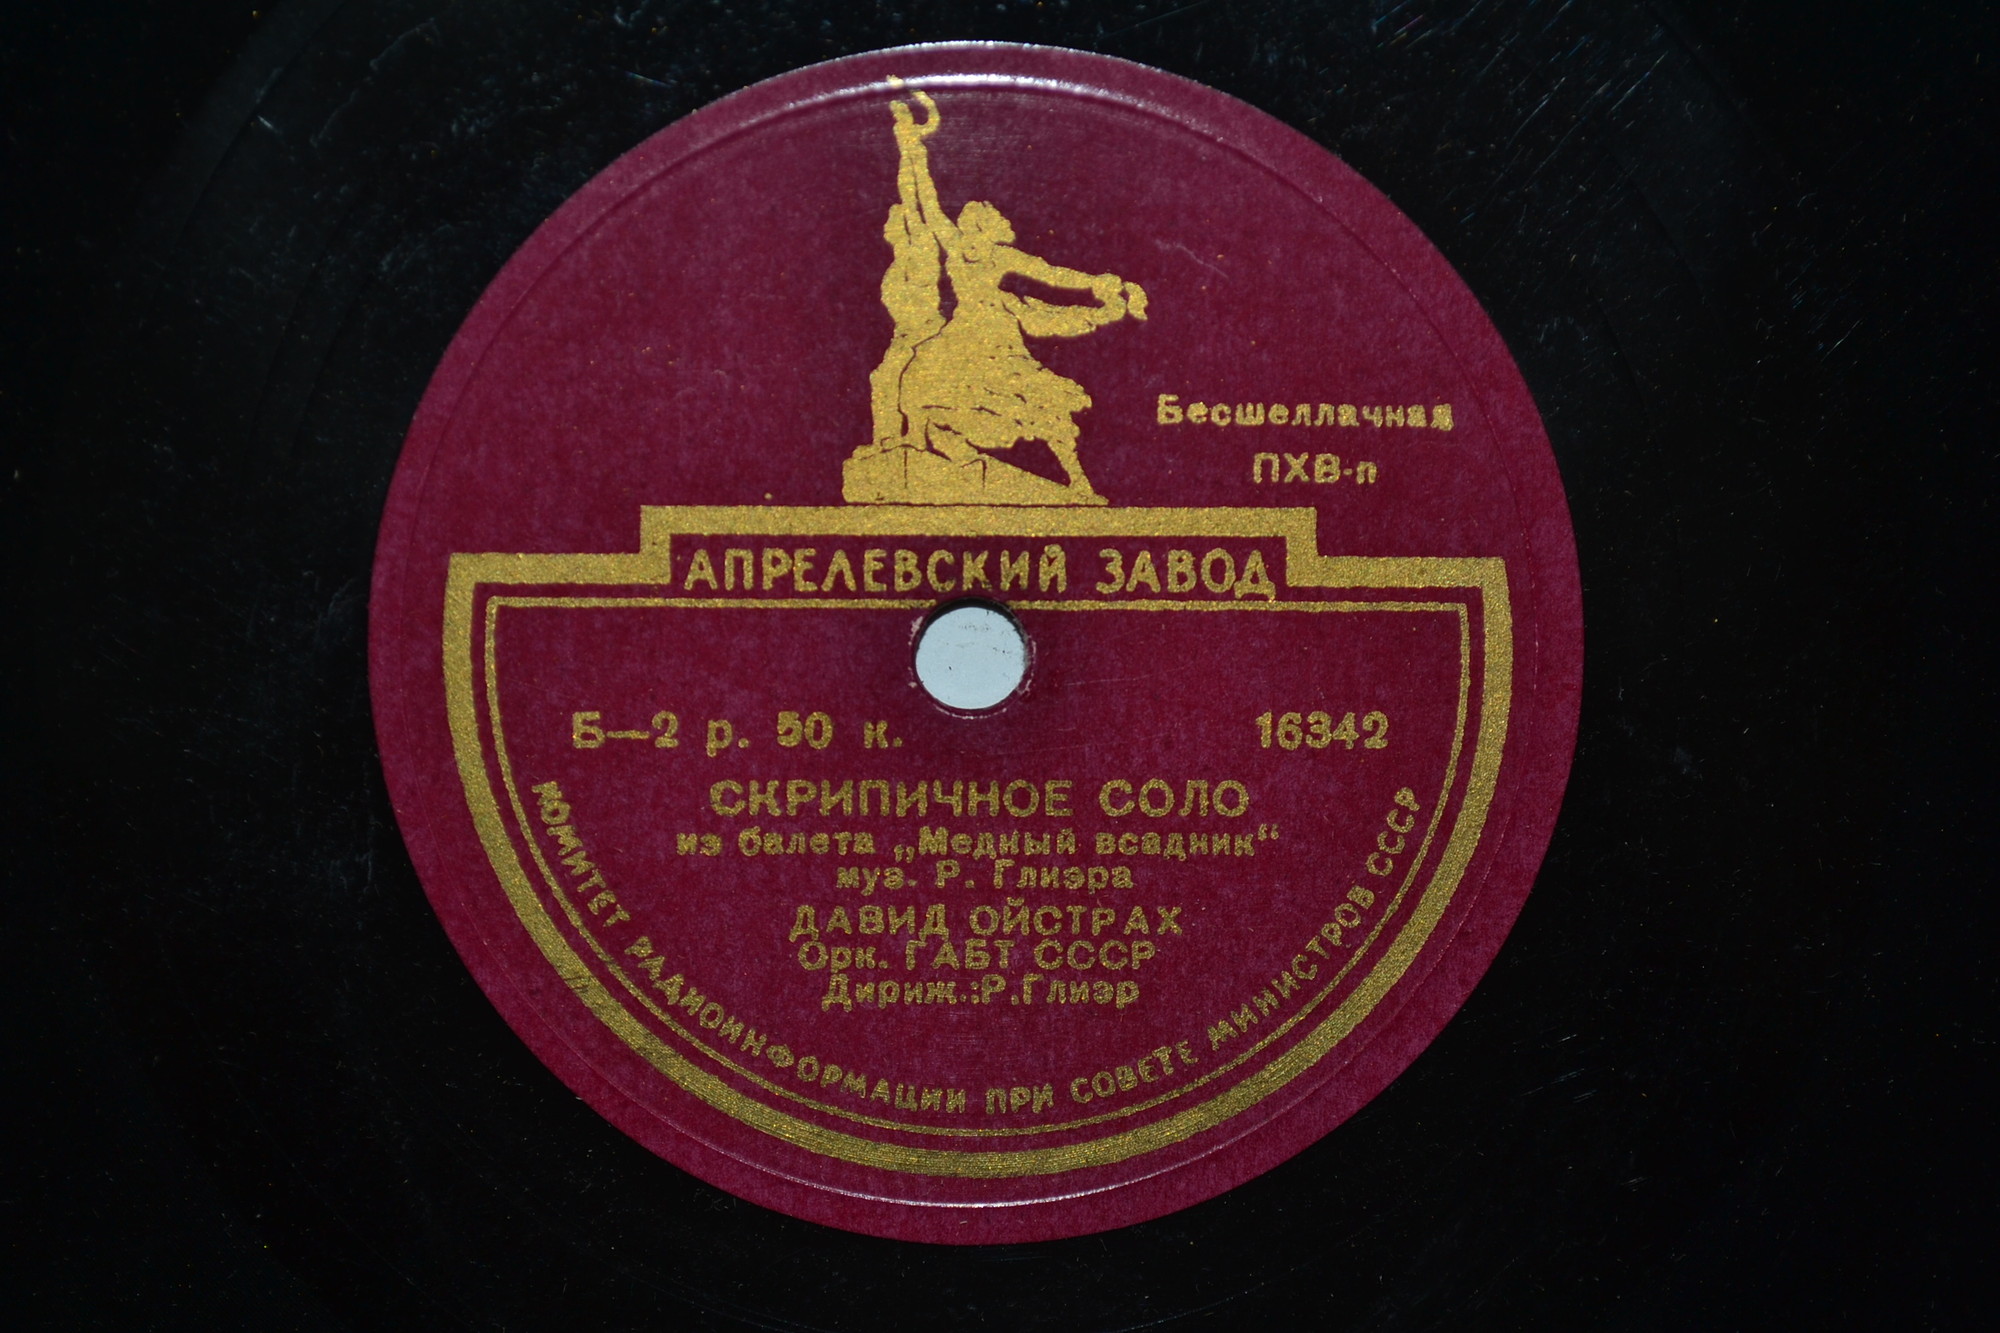 Бесшеллачная
ПХВ-п
АПРЕЛЕВСКИЙ ЗАВОД
Б—2 р. 50 к. 16342
СКРИПИЧНОЕ СОЛО
из балета „Медный всадник“
муз. Р. Глиэра
ДАВИД ОЙСТРАХ
Орк. ГАБТ СССР
Дириж.: Р. Глиэр
КОМИТЕТ РАДИОИНФОРМАЦИИ ПРИ СОВЕТЕ МИНИСТРОВ СССР